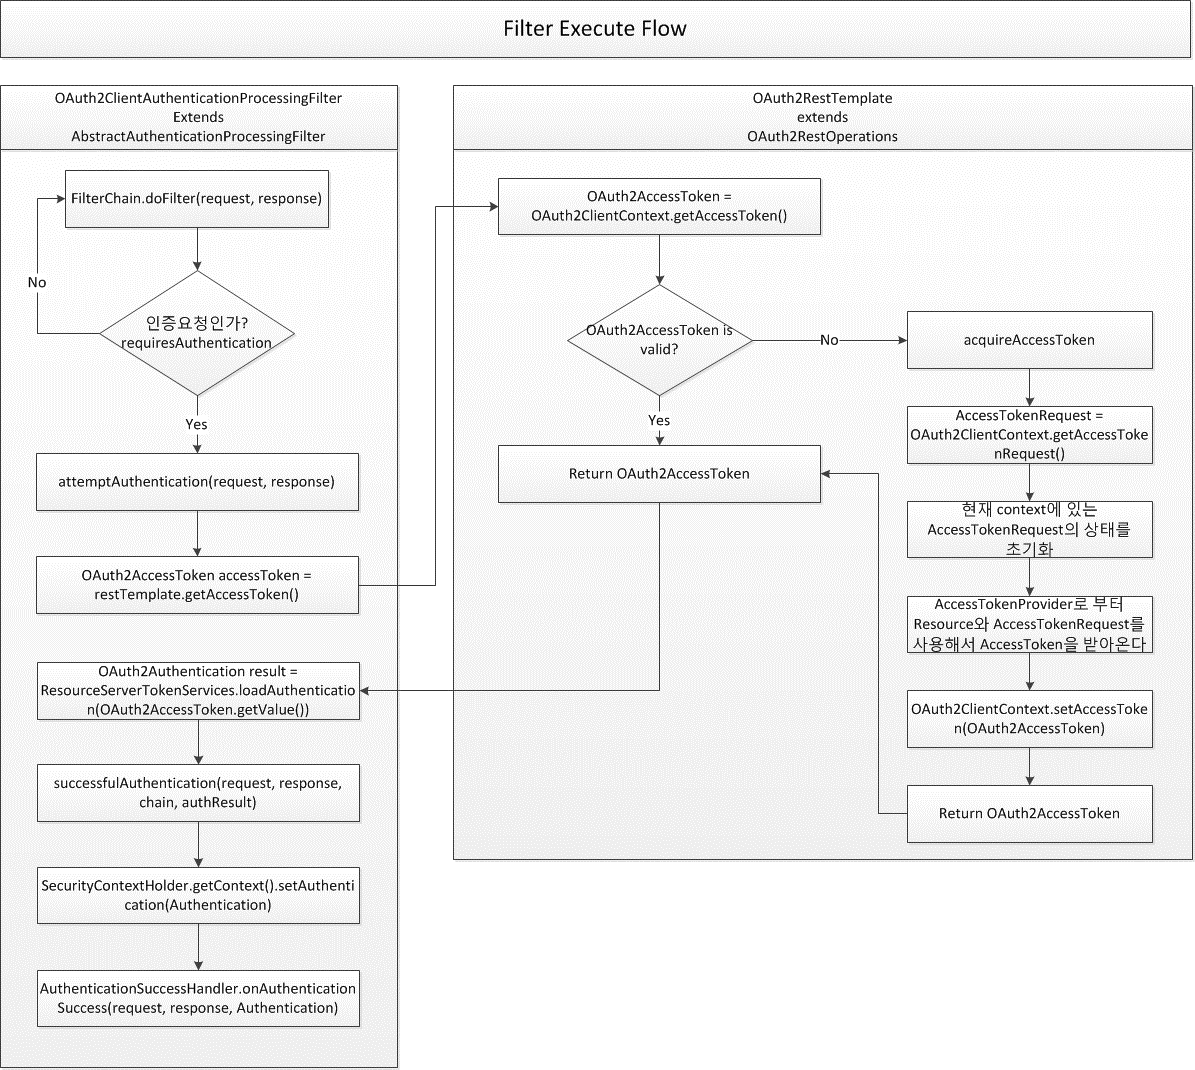 Filter Execute Flow
OAuth2ClientAuthenticationProcessingFilter
Extends
AbstractAuthenticationProcessingFilter
FilterChain.doFilter(request, response)
No
인증요청인가?
requiresAuthentication
Yes
attemptAuthentication(request, response)
OAuth2AccessToken accessToken =
restTemplate.getAccessToken()
OAuth2Authentication result =
ResourceServerTokenServices.loadAuthenticatio
n(OAuth2AccessToken.getValue())
successfulAuthentication(request, response,
chain, authResult)
SecurityContextHolder.getContext().setAuthenti
cation(Authentication)
AuthenticationSuccessHandler.onAuthentication
Success(request, response, Authentication)
OAuth2RestTemplate
extends
OAuth2RestOperations
OAuth2AccessToken =
OAuth2ClientContext.getAccessToken()
OAuth2AccessToken is
valid?
No
Yes
Return OAuth2AccessToken
acquireAccessToken
AccessTokenRequest =
OAuth2ClientContext.getAccessToke
nRequest()
현재 context에 있는
AccessTokenRequest의 상태를
초기화
AccessTokenProvider로 부터
Resource와 AccessTokenRequest를
사용해서 AccessToken을 받아온다
OAuth2ClientContext.setAccessToke
n(OAuth2AccessToken)
Return OAuth2AccessToken